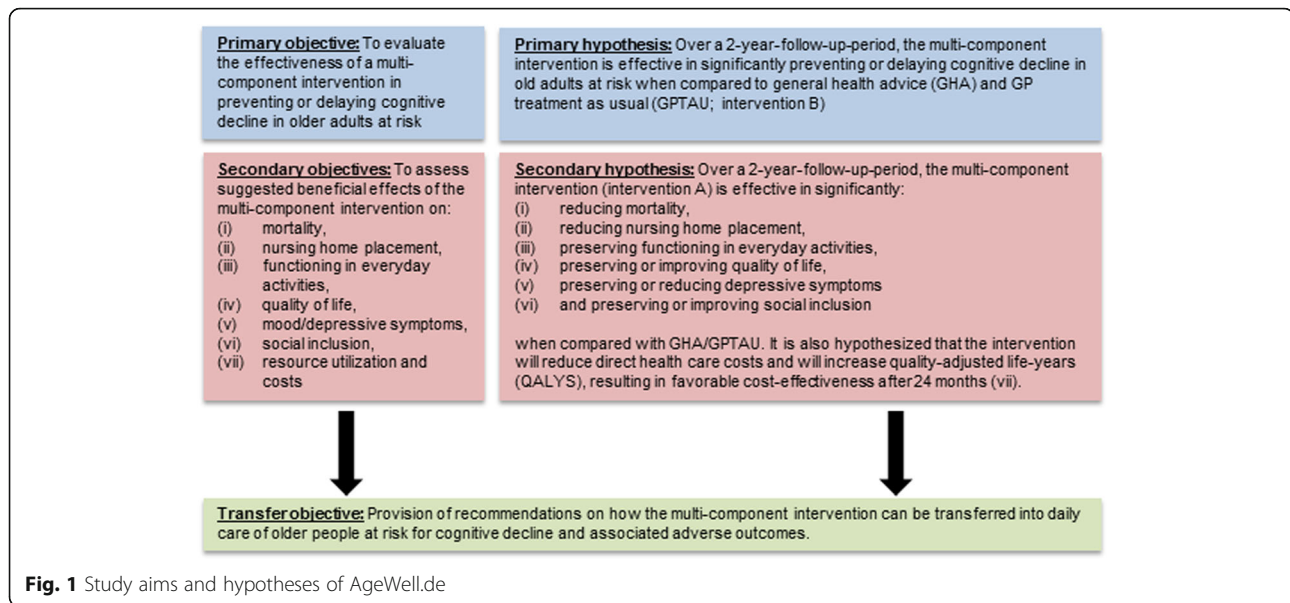 Primary objective: To evaluate
the effectiveness of a multi-
component intervention in
preventing or delaying cognitive
decline in older adults at risk
Primary hypothesis: Over a 2-year-follow-up-period, the multi-component
intervention is effective in significantly preventing or delaying cognitive decline in
old adults at risk when compared to general health advice (GHA) and GP
treatment as usual (GPTAU; intervention B)
Secondary objectives: To assess
suggested beneficial effects of the
multi-component intervention on:
(i) mortality,
(ii) nursing home placement,
(iii) functioning in everyday
activities,
(iv) quality of life,
(v) mood/depressive symptoms,
(vi) social inclusion,
(vii) resource utilization and
costs
Secondary hypothesis: Over a 2-year-follow-up-period, the multi-component
intervention (intervention A) is effective in significantly:
(i) reducing mortality,
(ii) reducing nursing home placement,
(iii) preserving functioning in everyday activities,
(iv) preserving or improving quality of life,
(v) preserving or reducing depressive symptoms
(vi) and preserving or improving social inclusion
when compared with GHA/GPTAU. It is also hypothesized that the intervention
will reduce direct health care costs and will increase quality-adjusted life-years
(QALYS), resulting in favorable cost-effectiveness after 24 months (vii).
Transfer objective: Provision of recommendations on how the multi-component intervention can be transferred into daily
care of older people at risk for cognitive decline and associated adverse outcomes.
Fig. 1 Study aims and hypotheses of AgeWell.de